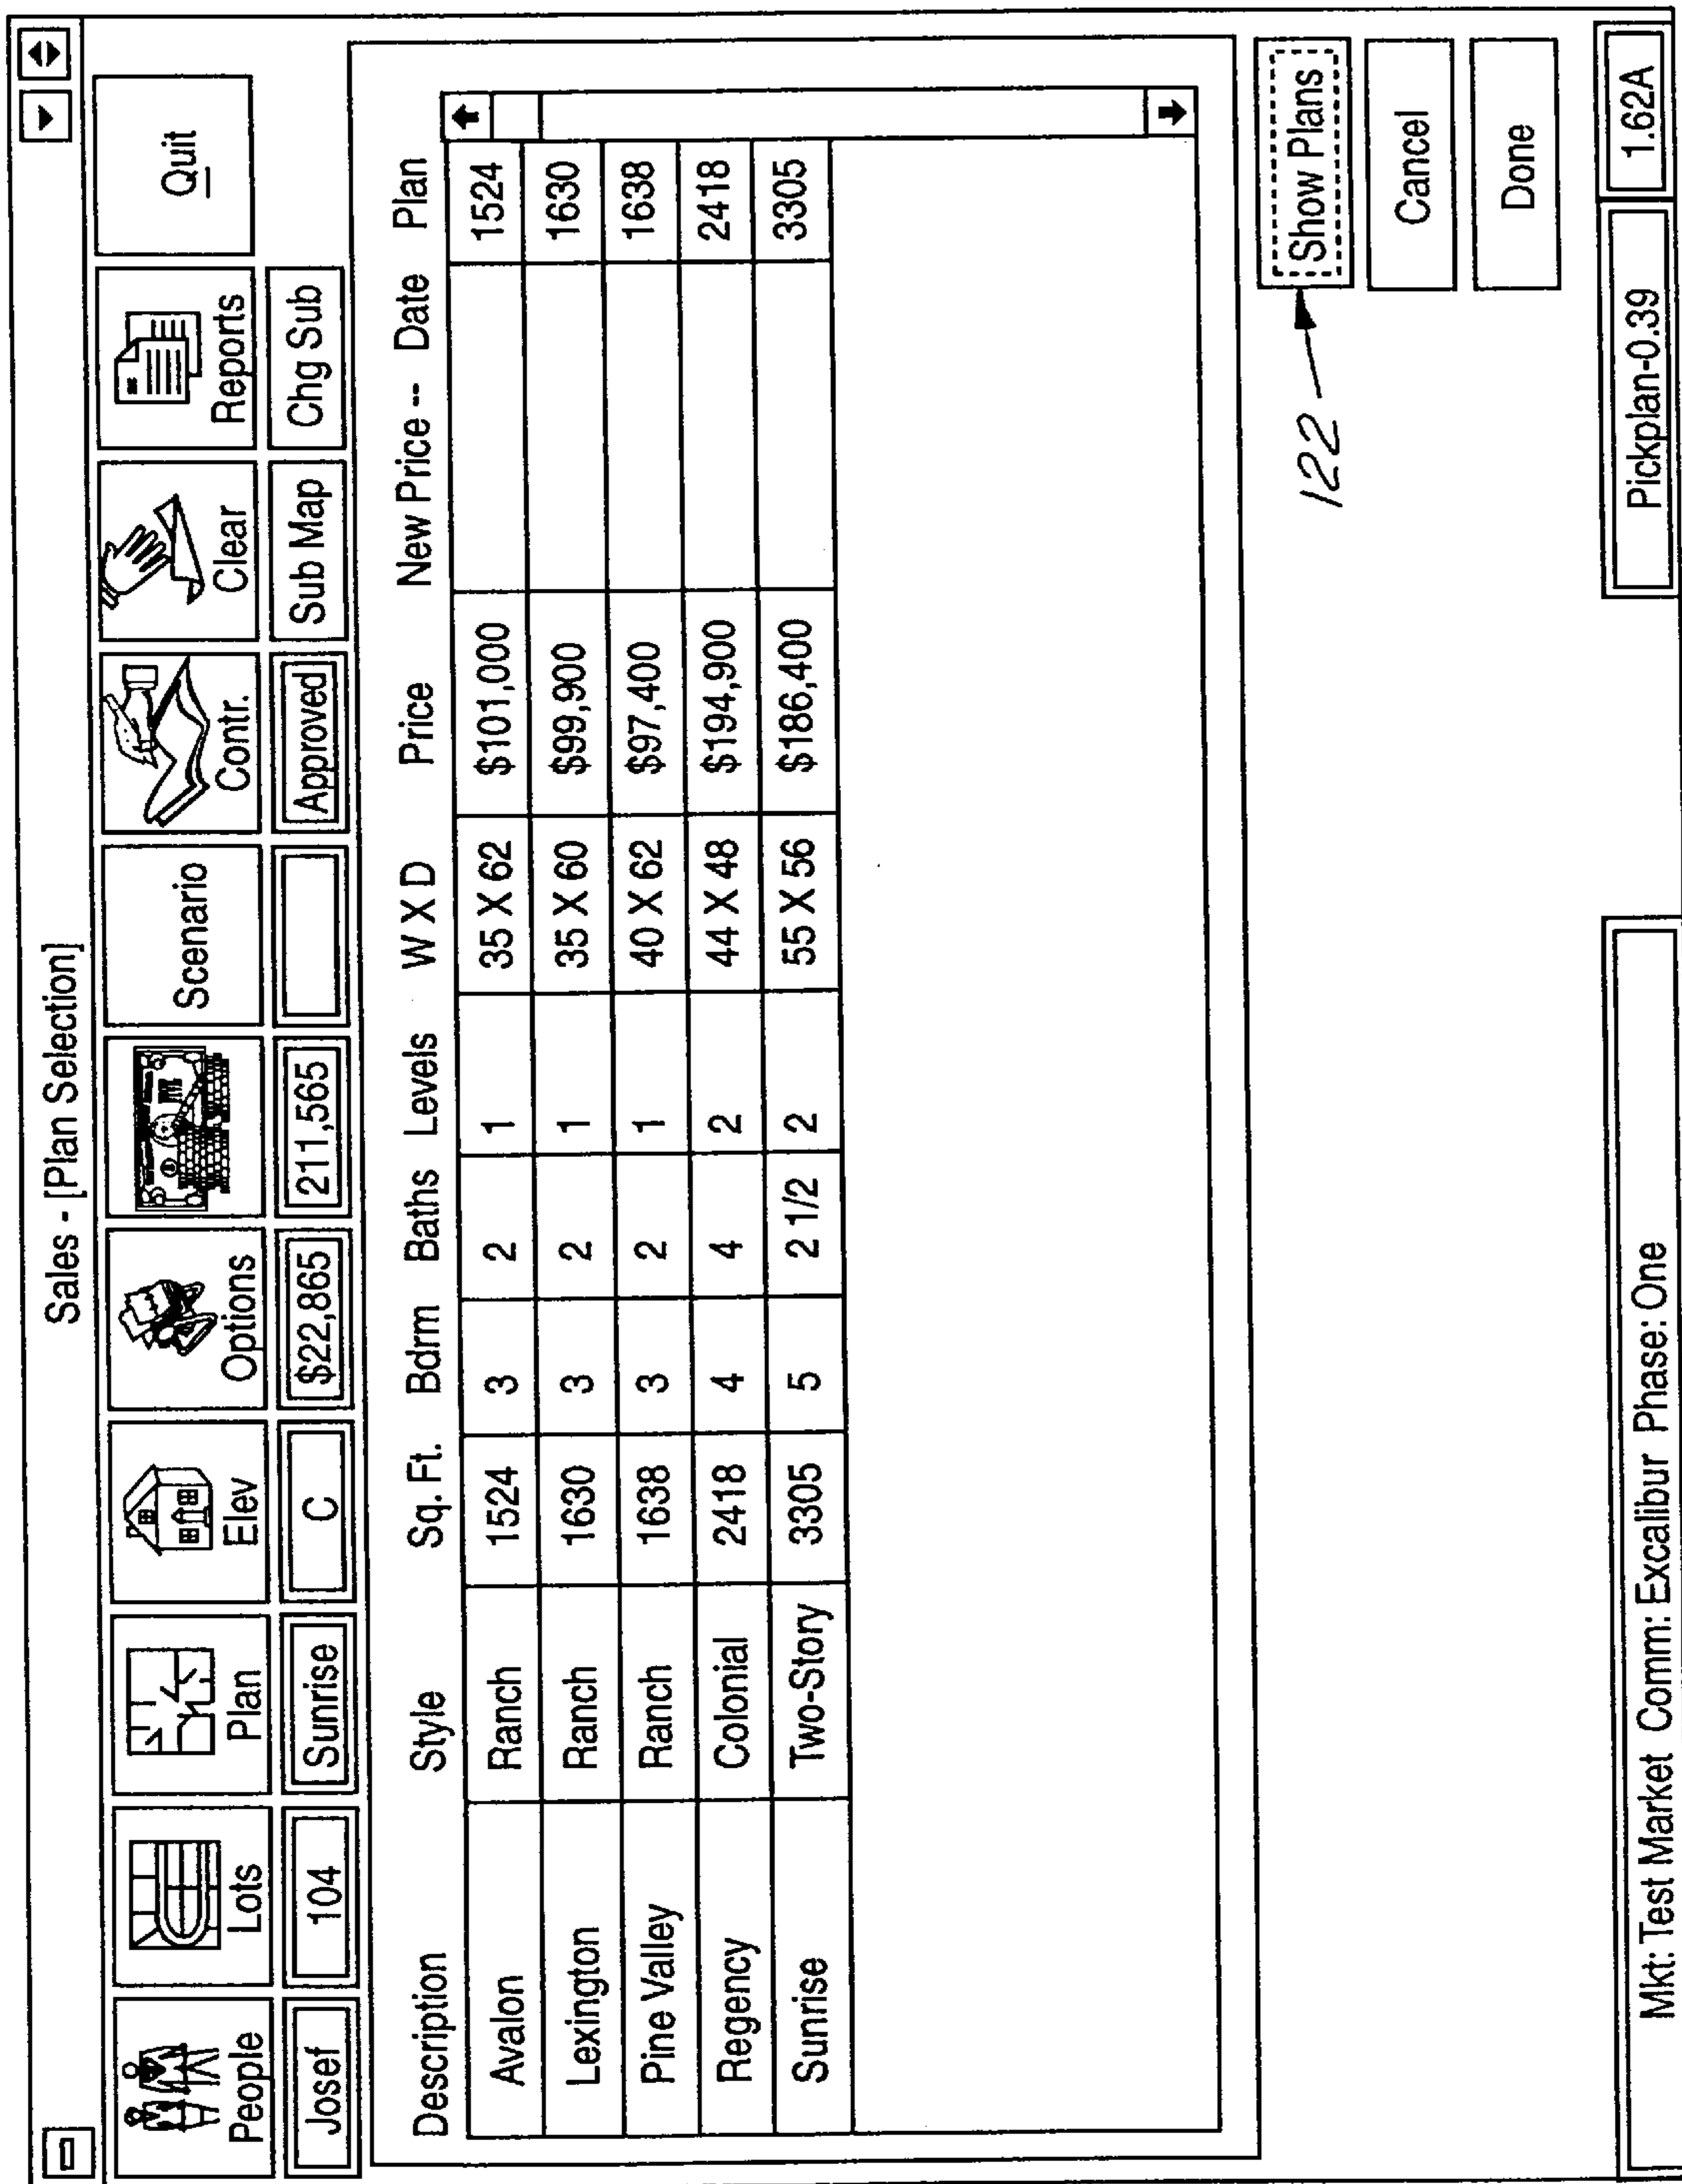 Sales - [Plan Selection]
People Lots Plan Elev Options Scenario Contr. Clear Reports Quit
Josef 104 Sunrise C $22,865 211,565 Approved Sub Map Chg Sub
Description Style Sq. Ft. Bdrm Baths Levels W X D Price New Price -- Date Plan
Avalon Ranch 1524 3 2 1 35 X 62 $101,000 1524
Lexington Ranch 1630 3 2 1 35 X 60 $99,900 1630
Pine Valley Ranch 1638 3 2 1 40 X 62 $97,400 1638
Regency Colonial 2418 4 4 2 44 X 48 $194,900 2418
Sunrise Two-Story 3305 5 2 1/2 2 55 X 56 $186,400 3305
122 Show Plans
Cancel
Done
Mkt: Test Market Comm: Excalibur Phase: One Pickplan-0.39 1.62A